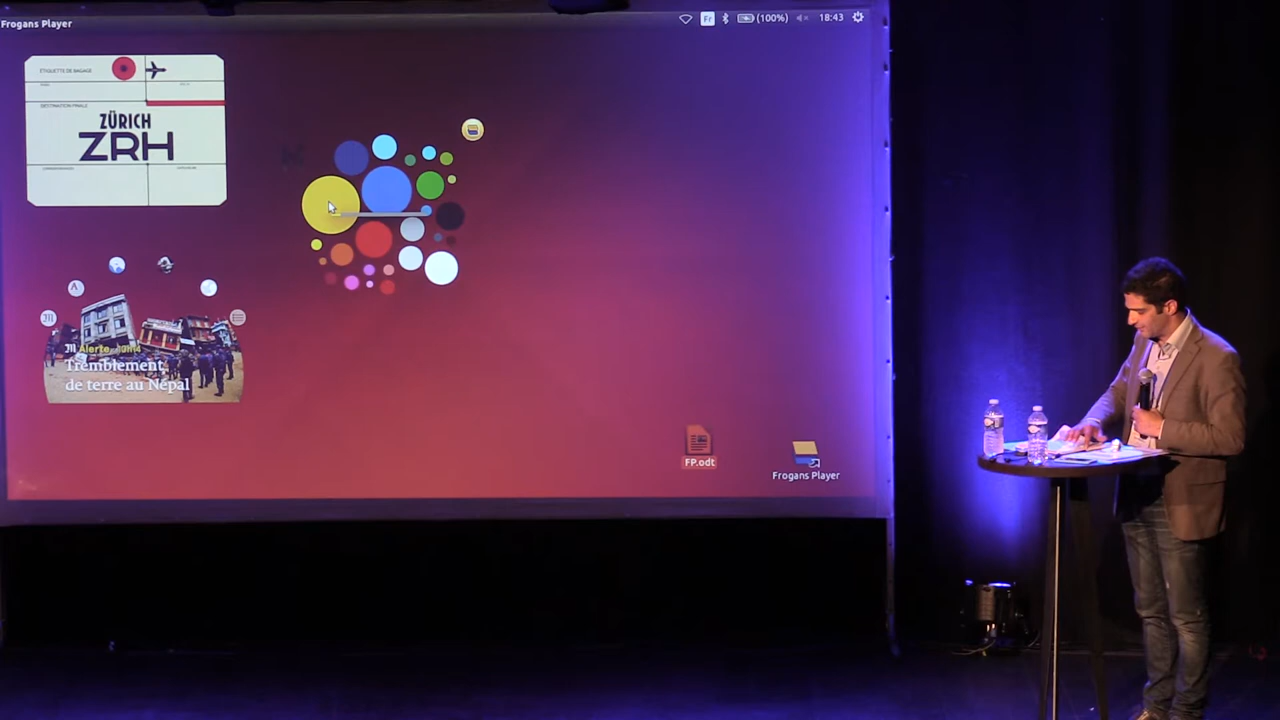 Frogans Player
Fr
(100%)
18:43
ÉTIQUETTE DE BAGAGE
DESTINATION FINALE
ZÜRICH
ZRH
A
M
M Alerte
Tremblement
de terre au Népal
FP.odt
Frogans Player